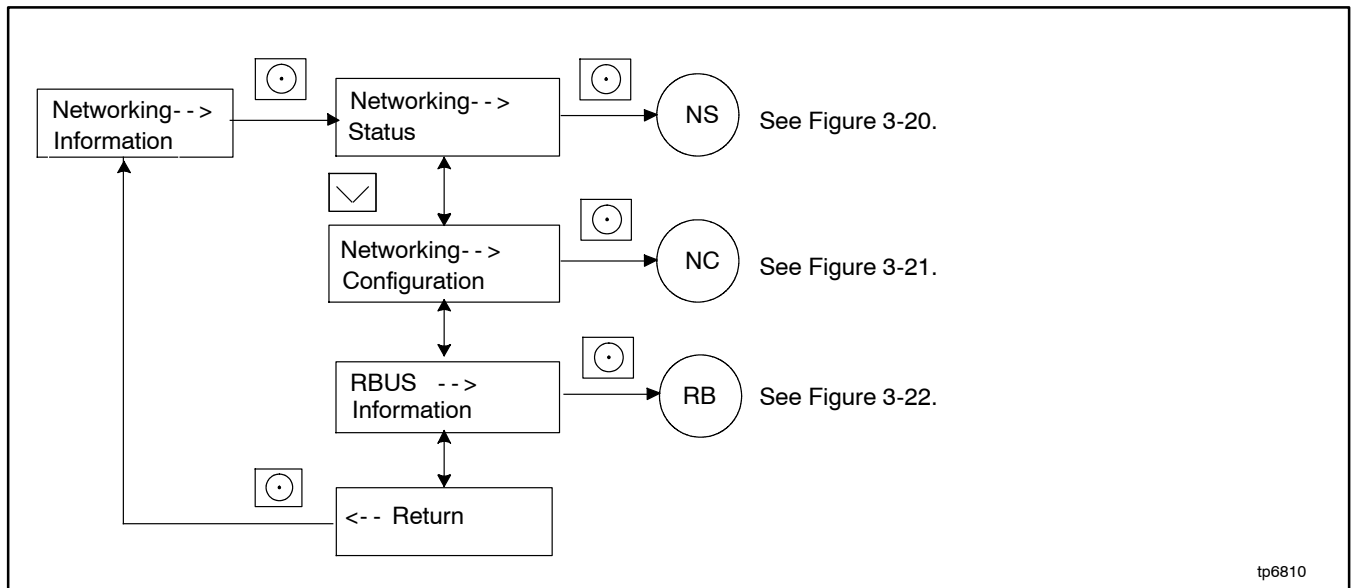 Networking- - >
Information
Networking- - >
Status
NS
See Figure 3-20.
Networking- - >
Configuration
NC
See Figure 3-21.
RBUS - - >
Information
RB
See Figure 3-22.
<- - Return
tp6810